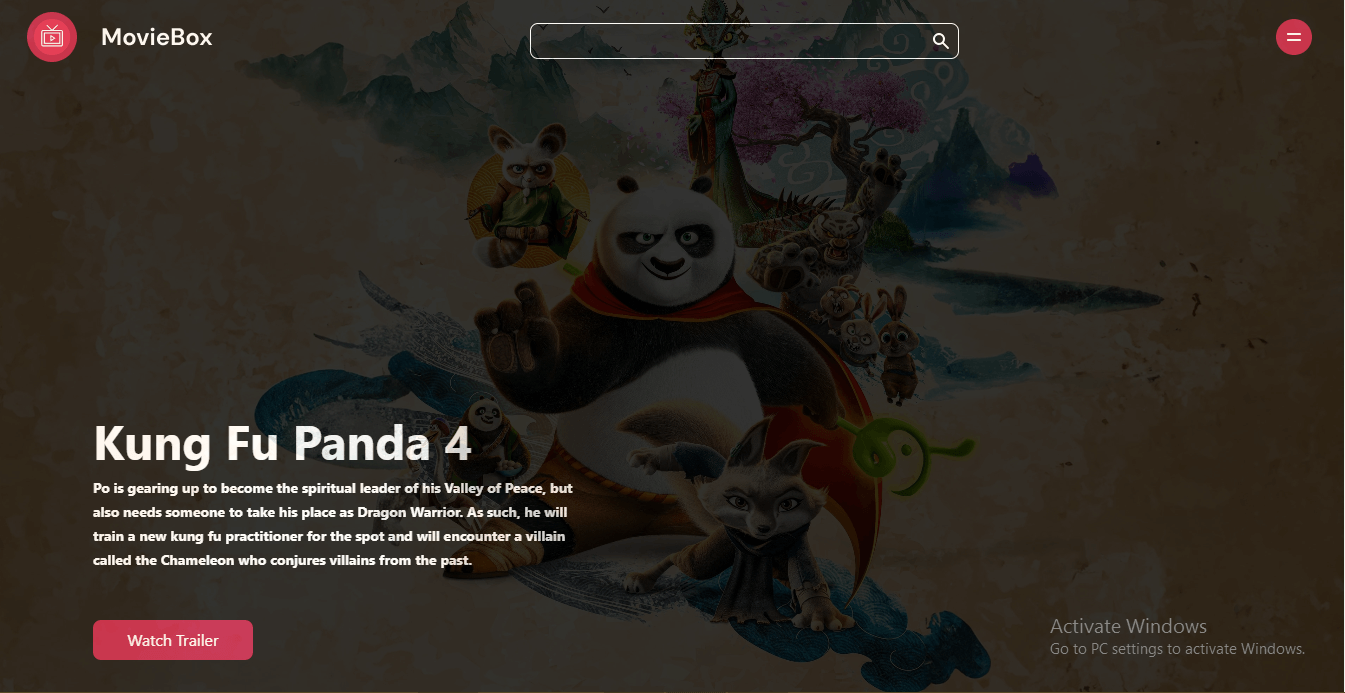 MovieBox
Kung Fu Panda 4
Po is gearing up to become the spiritual leader of his Valley of Peace, but
also needs someone to take his place as Dragon Warrior. As such, he will
train a new kung fu practitioner for the spot and will encounter a villain
called the Chameleon who conjures villains from the past.
Watch Trailer
Activate Windows
Go to PC settings to activate Windows.